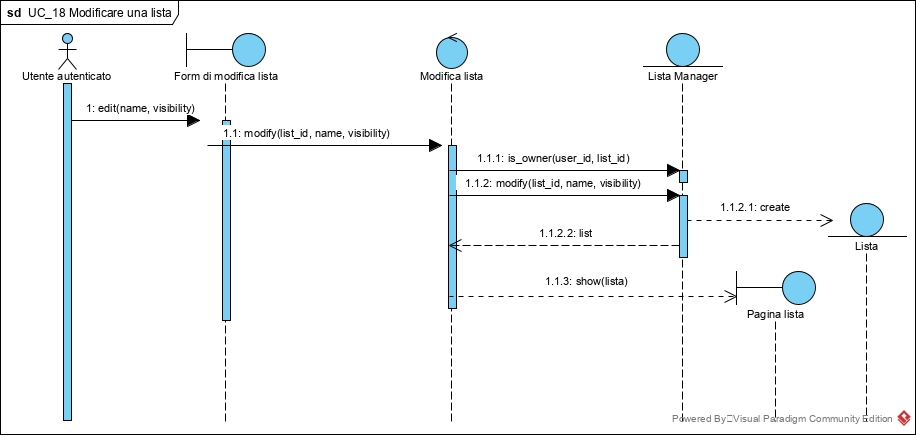 sd UC_18 Modificare una lista
Utente autenticato
Form di modifica lista
Modifica lista
Lista Manager
1: edit(name, visibility)
1.1: modify(list_id, name, visibility)
1.1.1: is_owner(user_id, list_id)
1.1.2: modify(list_id, name, visibility)
1.1.2.1: create
Lista
1.1.2.2: list
1.1.3: show(lista)
Pagina lista
Powered By Visual Paradigm Community Edition